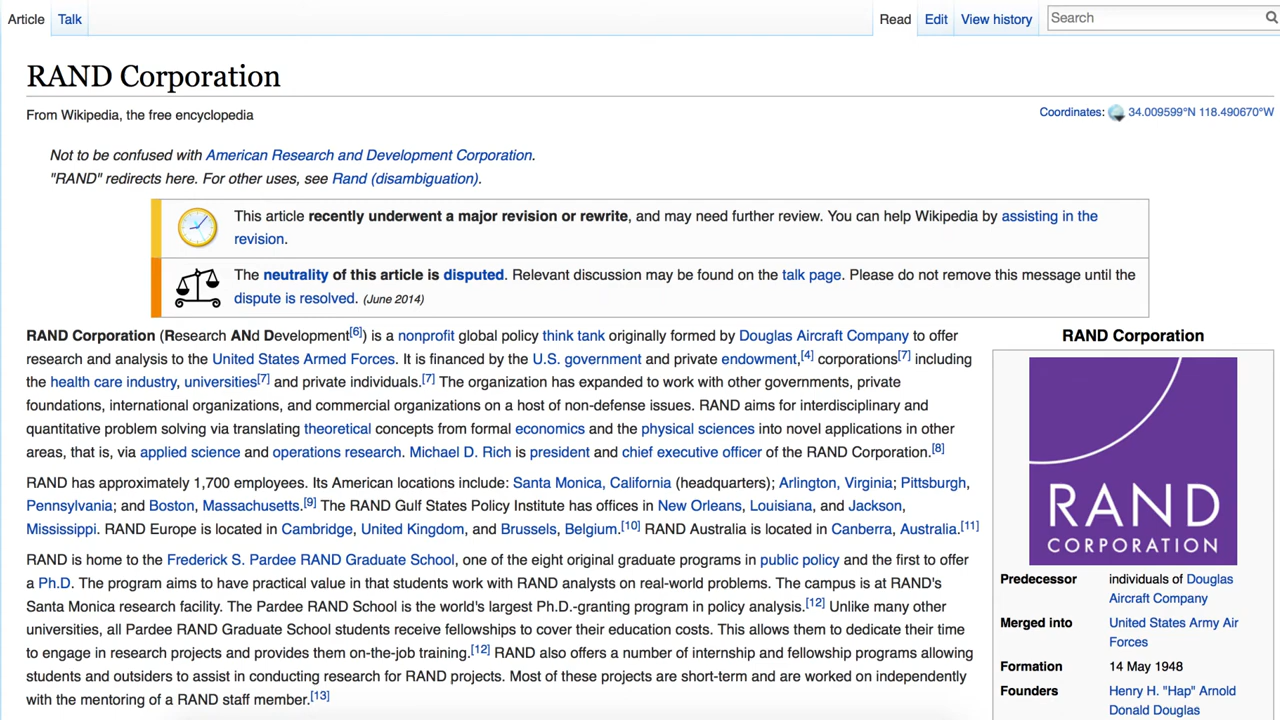 Article Talk Read Edit View history Search
RAND Corporation
From Wikipedia, the free encyclopedia
Coordinates: 34.009599°N 118.490670°W
Not to be confused with American Research and Development Corporation.
"RAND" redirects here. For other uses, see Rand (disambiguation).
This article recently underwent a major revision or rewrite, and may need further review. You can help Wikipedia by assisting in the
revision.
The neutrality of this article is disputed. Relevant discussion may be found on the talk page. Please do not remove this message until the
dispute is resolved. (June 2014)
RAND Corporation (Research ANd Development[6]) is a nonprofit global policy think tank originally formed by Douglas Aircraft Company to offer
research and analysis to the United States Armed Forces. It is financed by the U.S. government and private endowment,[4] corporations[7] including
the health care industry, universities[7] and private individuals.[7] The organization has expanded to work with other governments, private
foundations, international organizations, and commercial organizations on a host of non-defense issues. RAND aims for interdisciplinary and
quantitative problem solving via translating theoretical concepts from formal economics and the physical sciences into novel applications in other
areas, that is, via applied science and operations research. Michael D. Rich is president and chief executive officer of the RAND Corporation.[8]
RAND has approximately 1,700 employees. Its American locations include: Santa Monica, California (headquarters); Arlington, Virginia; Pittsburgh,
Pennsylvania; and Boston, Massachusetts.[9] The RAND Gulf States Policy Institute has offices in New Orleans, Louisiana, and Jackson,
Mississippi. RAND Europe is located in Cambridge, United Kingdom, and Brussels, Belgium.[10] RAND Australia is located in Canberra, Australia.[11]
RAND is home to the Frederick S. Pardee RAND Graduate School, one of the eight original graduate programs in public policy and the first to offer
a Ph.D. The program aims to have practical value in that students work with RAND analysts on real-world problems. The campus is at RAND's
Santa Monica research facility. The Pardee RAND School is the world's largest Ph.D.-granting program in policy analysis.[12] Unlike many other
universities, all Pardee RAND Graduate School students receive fellowships to cover their education costs. This allows them to dedicate their time
to engage in research projects and provides them on-the-job training.[12] RAND also offers a number of internship and fellowship programs allowing
students and outsiders to assist in conducting research for RAND projects. Most of these projects are short-term and are worked on independently
with the mentoring of a RAND staff member.[13]
RAND Corporation
RAND
CORPORATION
Predecessor individuals of Douglas
Aircraft Company
Merged into United States Army Air
Forces
Formation 14 May 1948
Founders Henry H. "Hap" Arnold
Donald Douglas